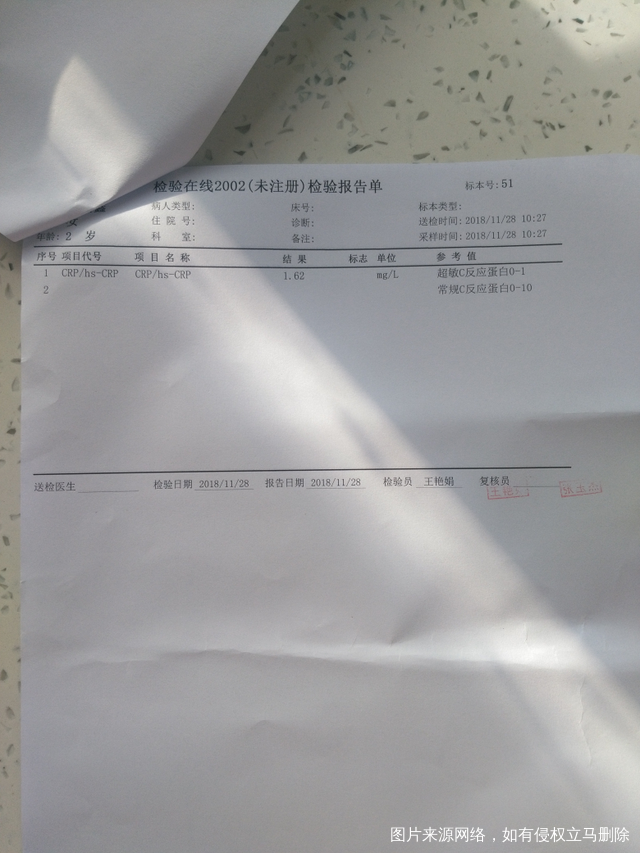 检验在线2002(未注册)检验报告单
标本号:51
病人类型: 床号: 标本类型:
住 院 号: 诊断: 送检时间:2018/11/28 10:27
年龄: 2 岁 科 室: 备注: 采样时间:2018/11/28 10:27
序号 项目代号 项 目 名 称 结 果 标志 单位 参 考 值
1 CRP/hs-CRP CRP/hs-CRP 1.62 mg/L 超敏C反应蛋白0-1
2 常规C反应蛋白0-10
送检医生 检验日期 2018/11/28 报告日期 2018/11/28 检验员 王艳娟 复核员
图片来源网络，如有侵权立马删除